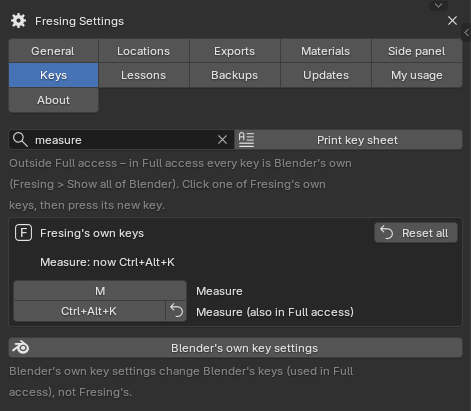 Fresing Settings
General Locations Exports Materials Side panel
Keys Lessons Backups Updates My usage
About
measure Print key sheet
Outside Full access – in Full access every key is Blender's own
(Fresing > Show all of Blender). Click one of Fresing's own
keys, then press its new key.
F Fresing's own keys Reset all
Measure: now Ctrl+Alt+K
M Measure
Ctrl+Alt+K Measure (also in Full access)
Blender's own key settings
Blender's own key settings change Blender's keys (used in Full
access), not Fresing's.